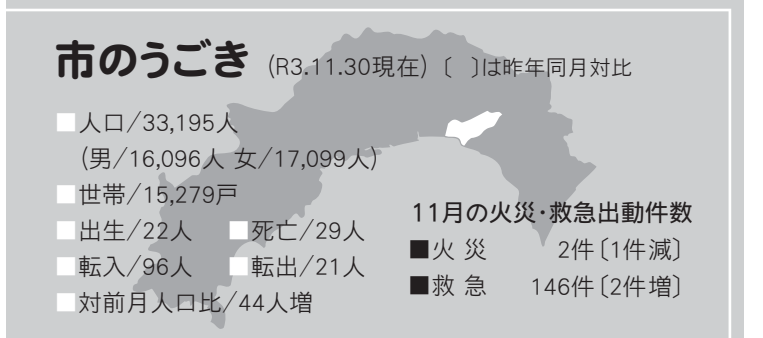 市のうごき (R3.11.30現在) 〔 〕は昨年同月対比
■人口/33,195人
(男/16,096人 女/17,099人)
■世帯/15,279戸
■出生/22人 ■死亡/29人
■転入/96人 ■転出/21人
■対前月人口比/44人増
11月の火災・救急出動件数
■火 災 2件〔1件減〕
■救 急 146件〔2件増〕